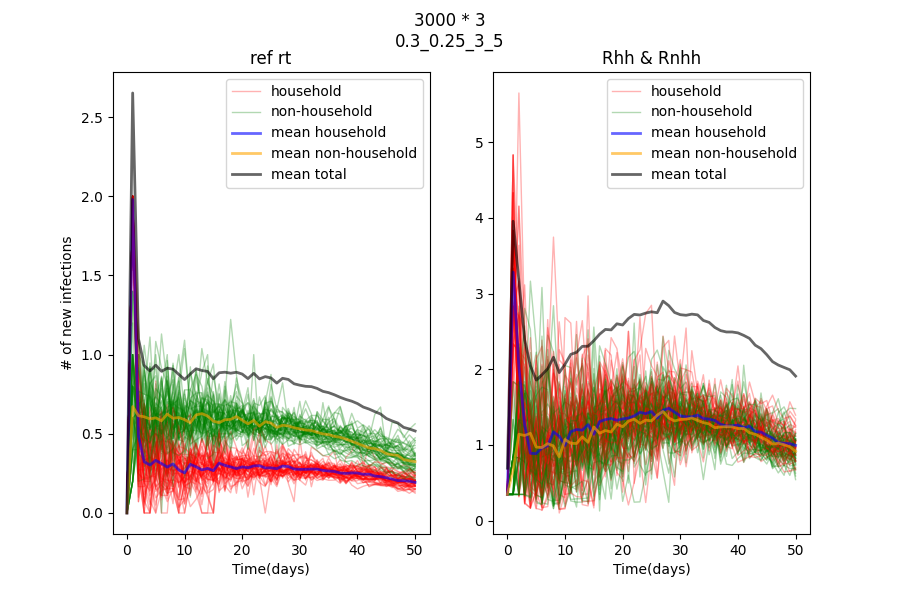 3000 * 3
0.3_0.25_3_5
ref rt
# of new infections
2.5
2.0
1.5
1.0
0.5
0.0
household
non-household
mean household
mean non-household
mean total
0 10 20 30 40 50
Time(days)
Rhh & Rnhh
5
4
3
2
1
0
household
non-household
mean household
mean non-household
mean total
0 10 20 30 40 50
Time(days)